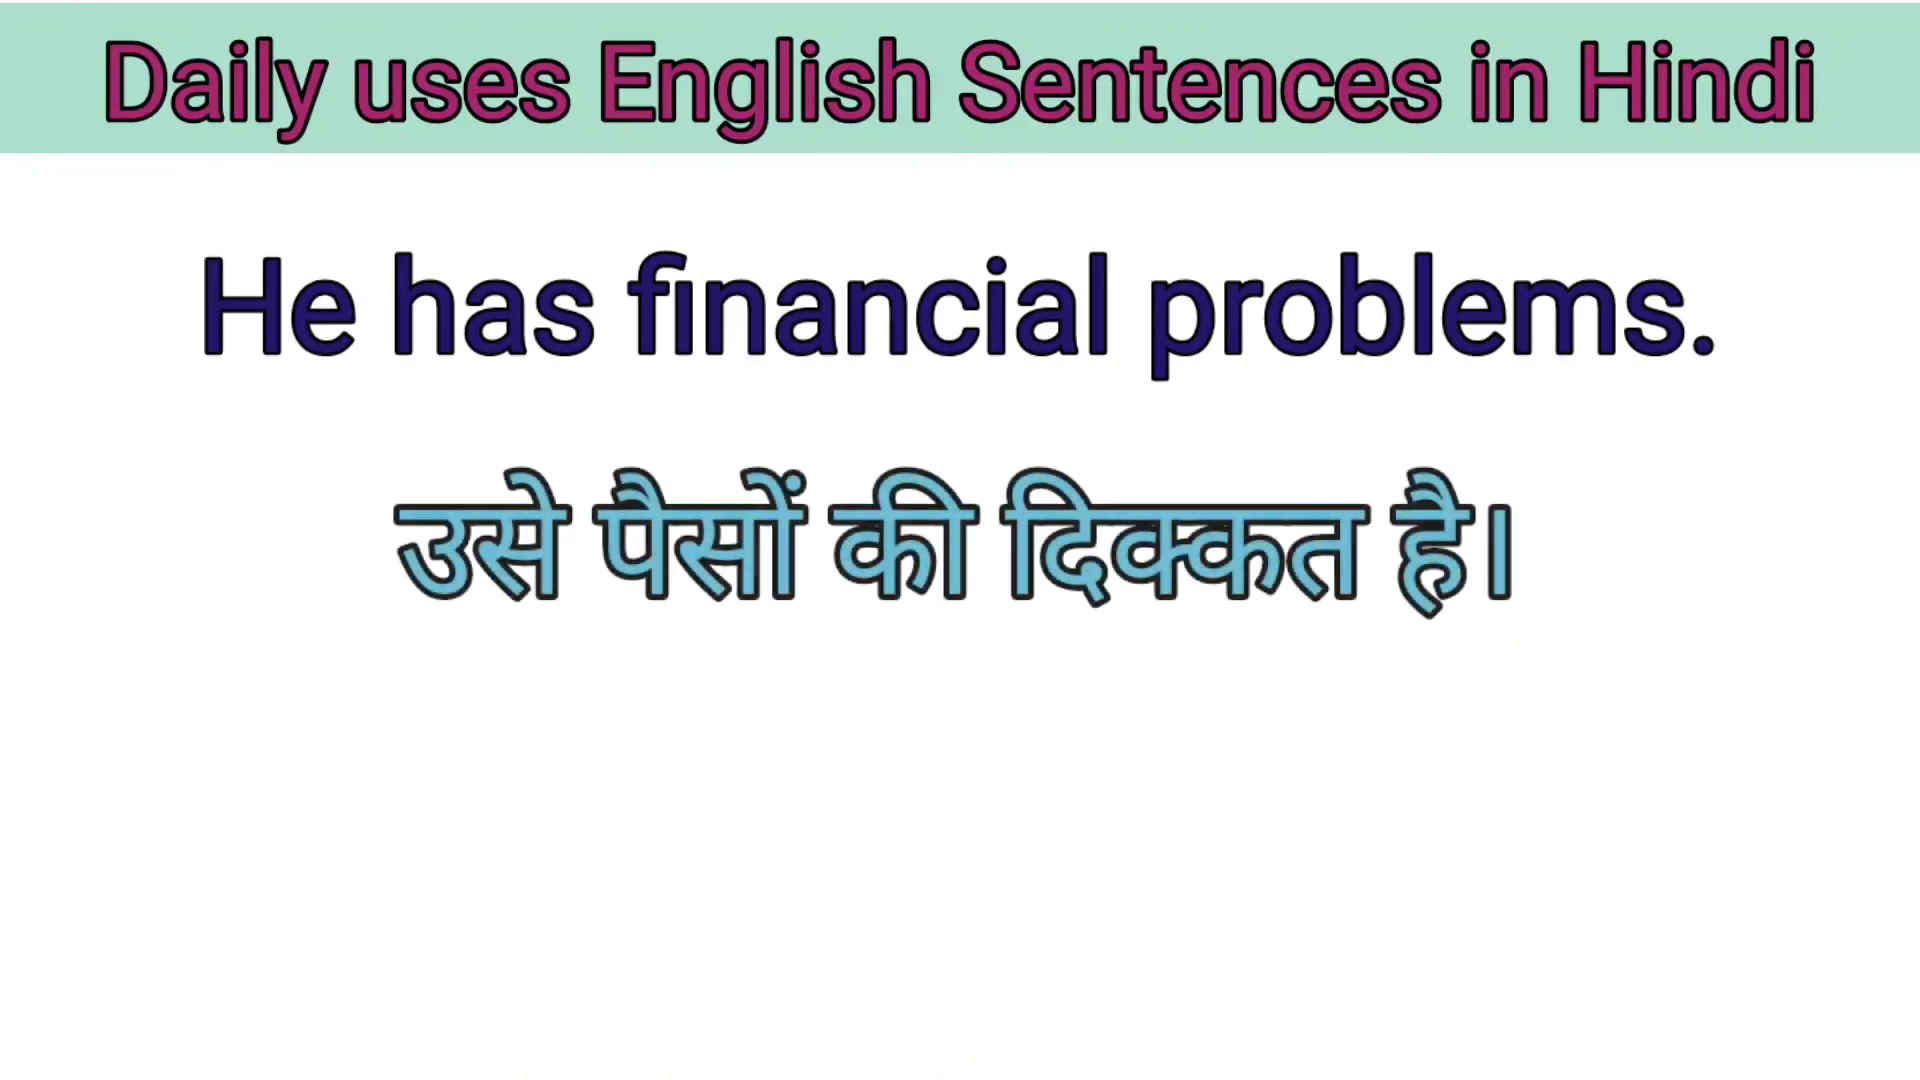 Daily uses English Sentences in Hindi
He has financial problems.
उसे पैसों की दिक्कत है।